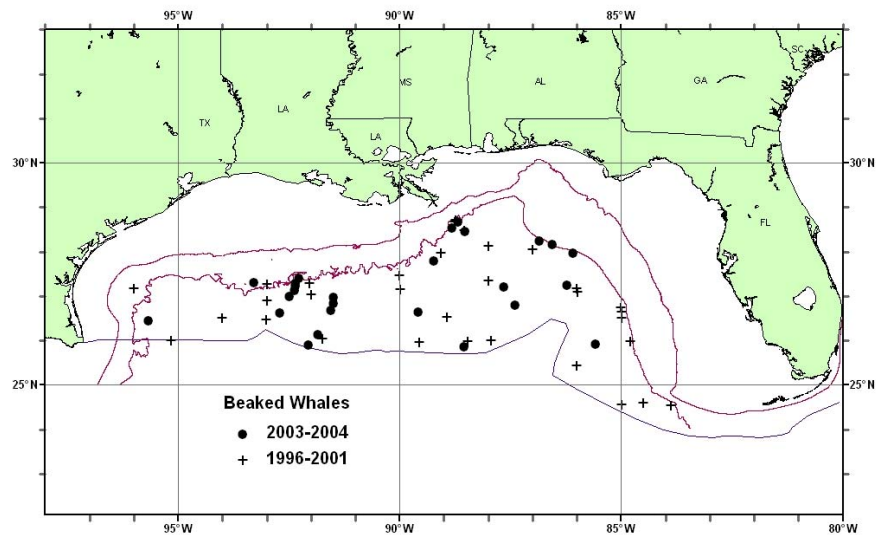 95°W 90°W 85°W
SC
MS AL GA
TX LA
LA
30°N 30°N
FL
25°N 25°N
Beaked Whales
2003-2004
1996-2001
95°W 90°W 85°W 80°W